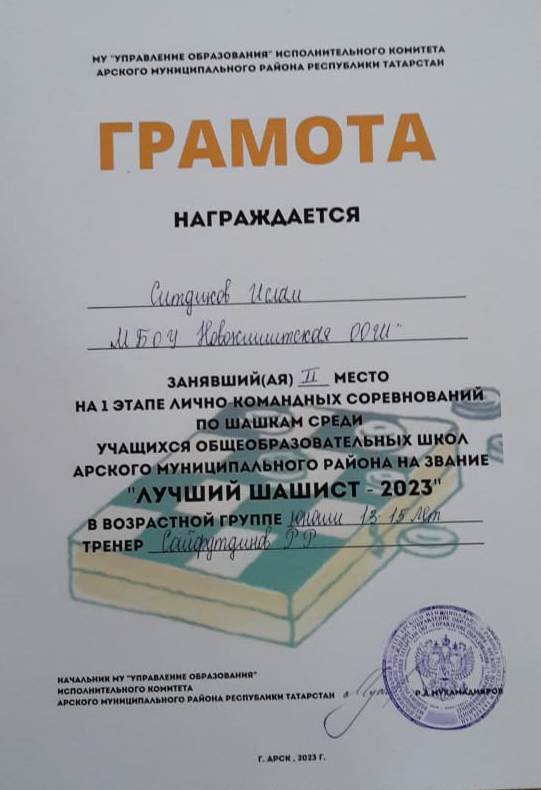 МУ "УПРАВЛЕНИЕ ОБРАЗОВАНИЯ" ИСПОЛНИТЕЛЬНОГО КОМИТЕТА
АРСКОГО МУНИЦИПАЛЬНОГО РАЙОНА РЕСПУБЛИКИ ТАТАРСТАН
ГРАМОТА
НАГРАЖДАЕТСЯ
Ситдиков Ислам
МБОУ Новокишитская ООШ"
ЗАНЯВШИЙ(АЯ) II МЕСТО
НА 1 ЭТАПЕ ЛИЧНО-КОМАНДНЫХ СОРЕВНОВАНИЙ
ПО ШАШКАМ СРЕДИ
УЧАЩИХСЯ ОБЩЕОБРАЗОВАТЕЛЬНЫХ ШКОЛ
АРСКОГО МУНИЦИПАЛЬНОГО РАЙОНА НА ЗВАНИЕ
"ЛУЧШИЙ ШАШИСТ - 2023"
В ВОЗРАСТНОЙ ГРУППЕ юноши 13-15 лет
ТРЕНЕР Сайфутдинов Р Р
НАЧАЛЬНИК МУ "УПРАВЛЕНИЕ ОБРАЗОВАНИЯ"
ИСПОЛНИТЕЛЬНОГО КОМИТЕТА
АРСКОГО МУНИЦИПАЛЬНОГО РАЙОНА РЕСПУБЛИКИ ТАТАРСТАН Р.Д.МУХАМАДИЯРОВ
Г. АРСК , 2023 Г.